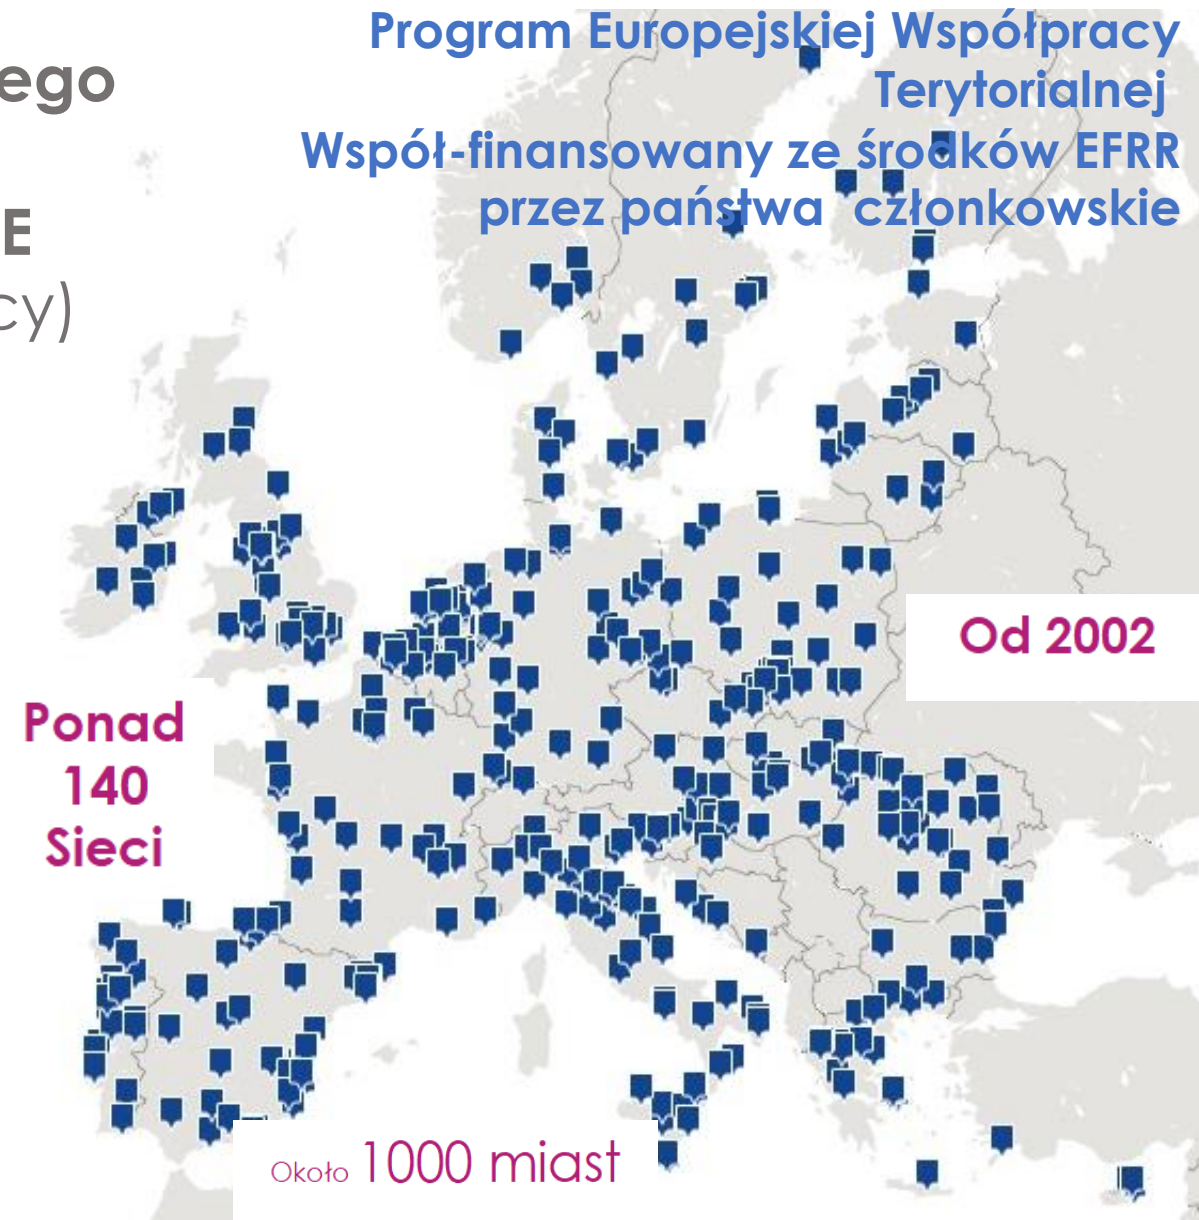 Program Europejskiej Współpracy
Terytorialnej
Współ-finansowany ze środków EFRR
przez państwa członkowskie
ego
E
cy)
Od 2002
Ponad
140
Sieci
Około 1000 miast